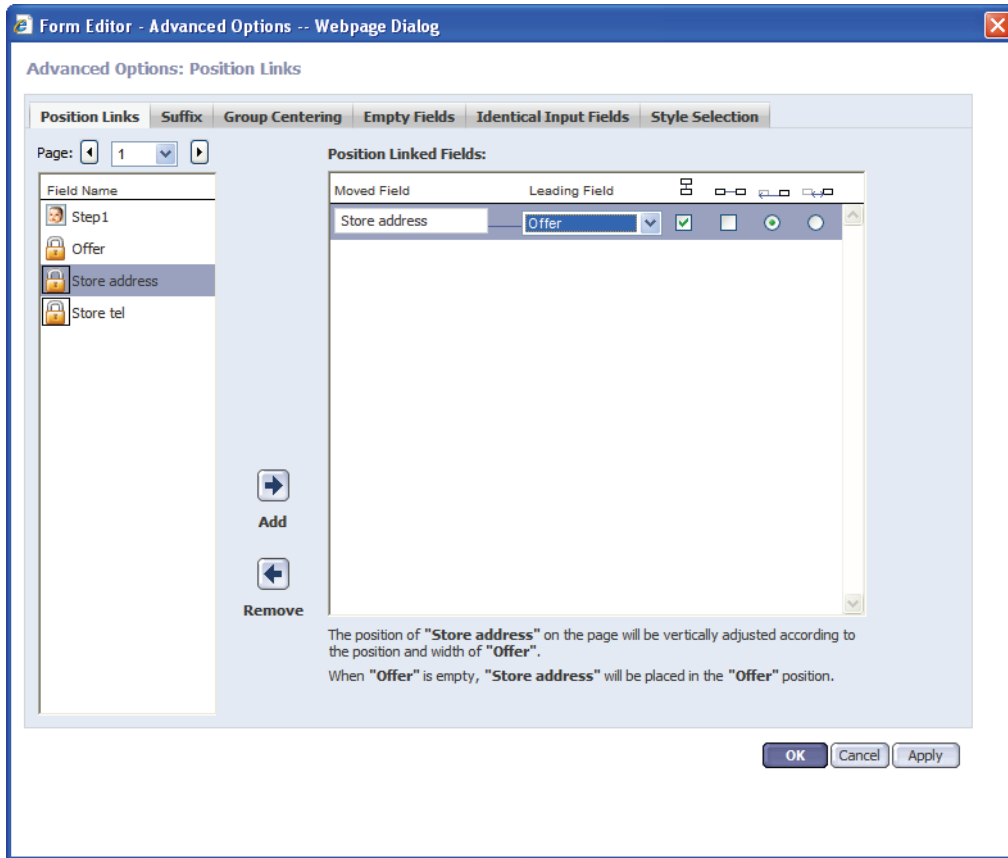 Form Editor - Advanced Options -- Webpage Dialog
Advanced Options: Position Links
Position Links Suffix Group Centering Empty Fields Identical Input Fields Style Selection
Page: 1
Field Name
Step1
Offer
Store address
Store tel
Add
Remove
Position Linked Fields:
Moved Field Leading Field
Store address Offer
The position of "Store address" on the page will be vertically adjusted according to
the position and width of "Offer".
When "Offer" is empty, "Store address" will be placed in the "Offer" position.
OK Cancel Apply